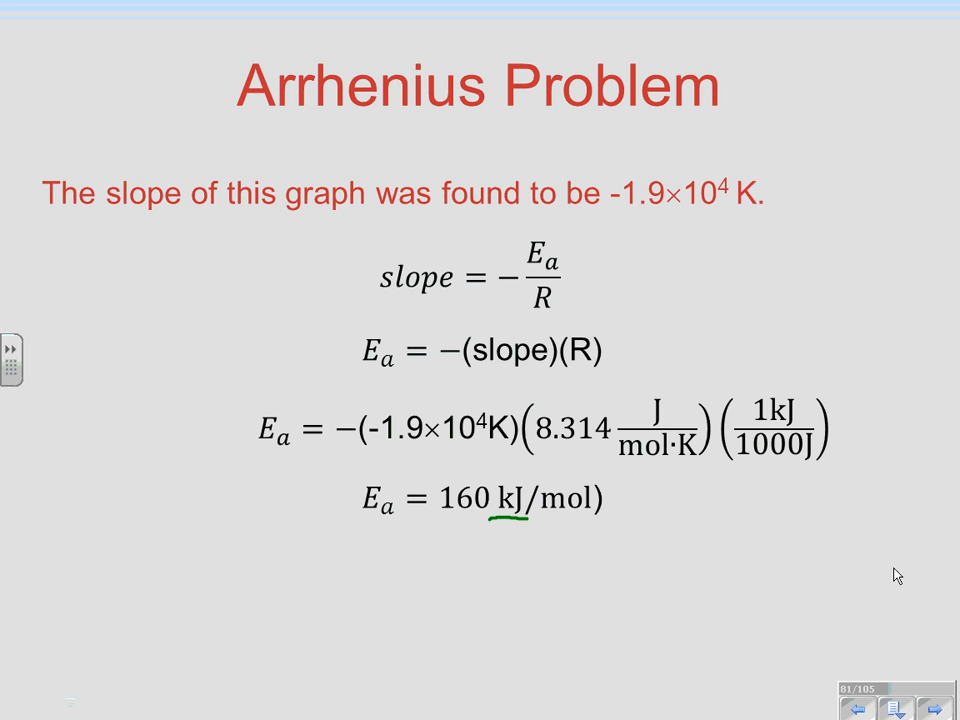 Arrhenius Problem
The slope of this graph was found to be -1.9×10⁴ K.
slope = −Eₐ/R
Eₐ = −(slope)(R)
Eₐ = −(-1.9×10⁴K)(8.314 J/mol·K)(1kJ/1000J)
Eₐ = 160 kJ/mol)
81/105